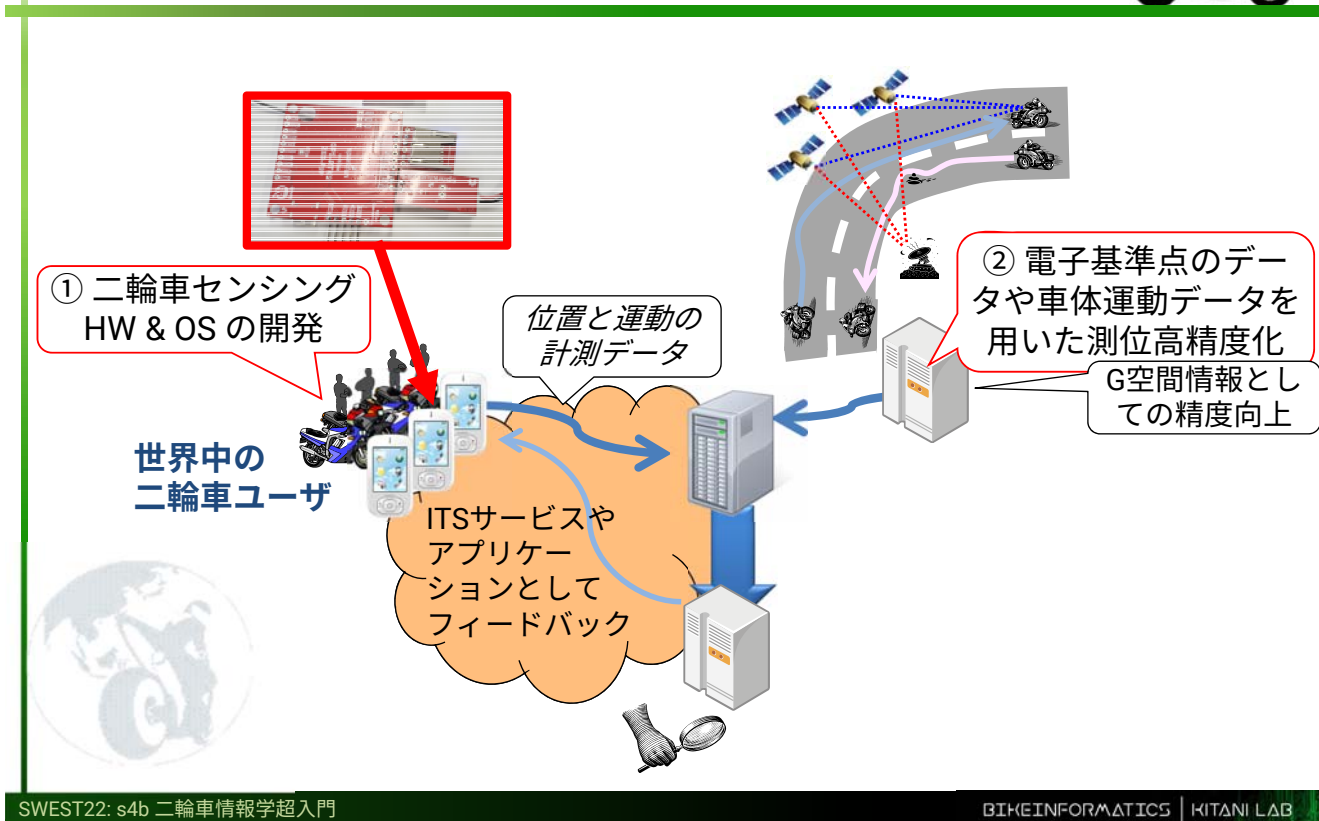 ① 二輪車センシング
HW & OS の開発
位置と運動の
計測データ
② 電子基準点のデー
タや車体運動データを
用いた測位高精度化
G空間情報とし
ての精度向上
世界中の
二輪車ユーザ
ITSサービスや
アプリケー
ションとして
フィードバック
SWEST22: s4b 二輪車情報学超入門
BIKEINFORMATICS | KITANI LAB